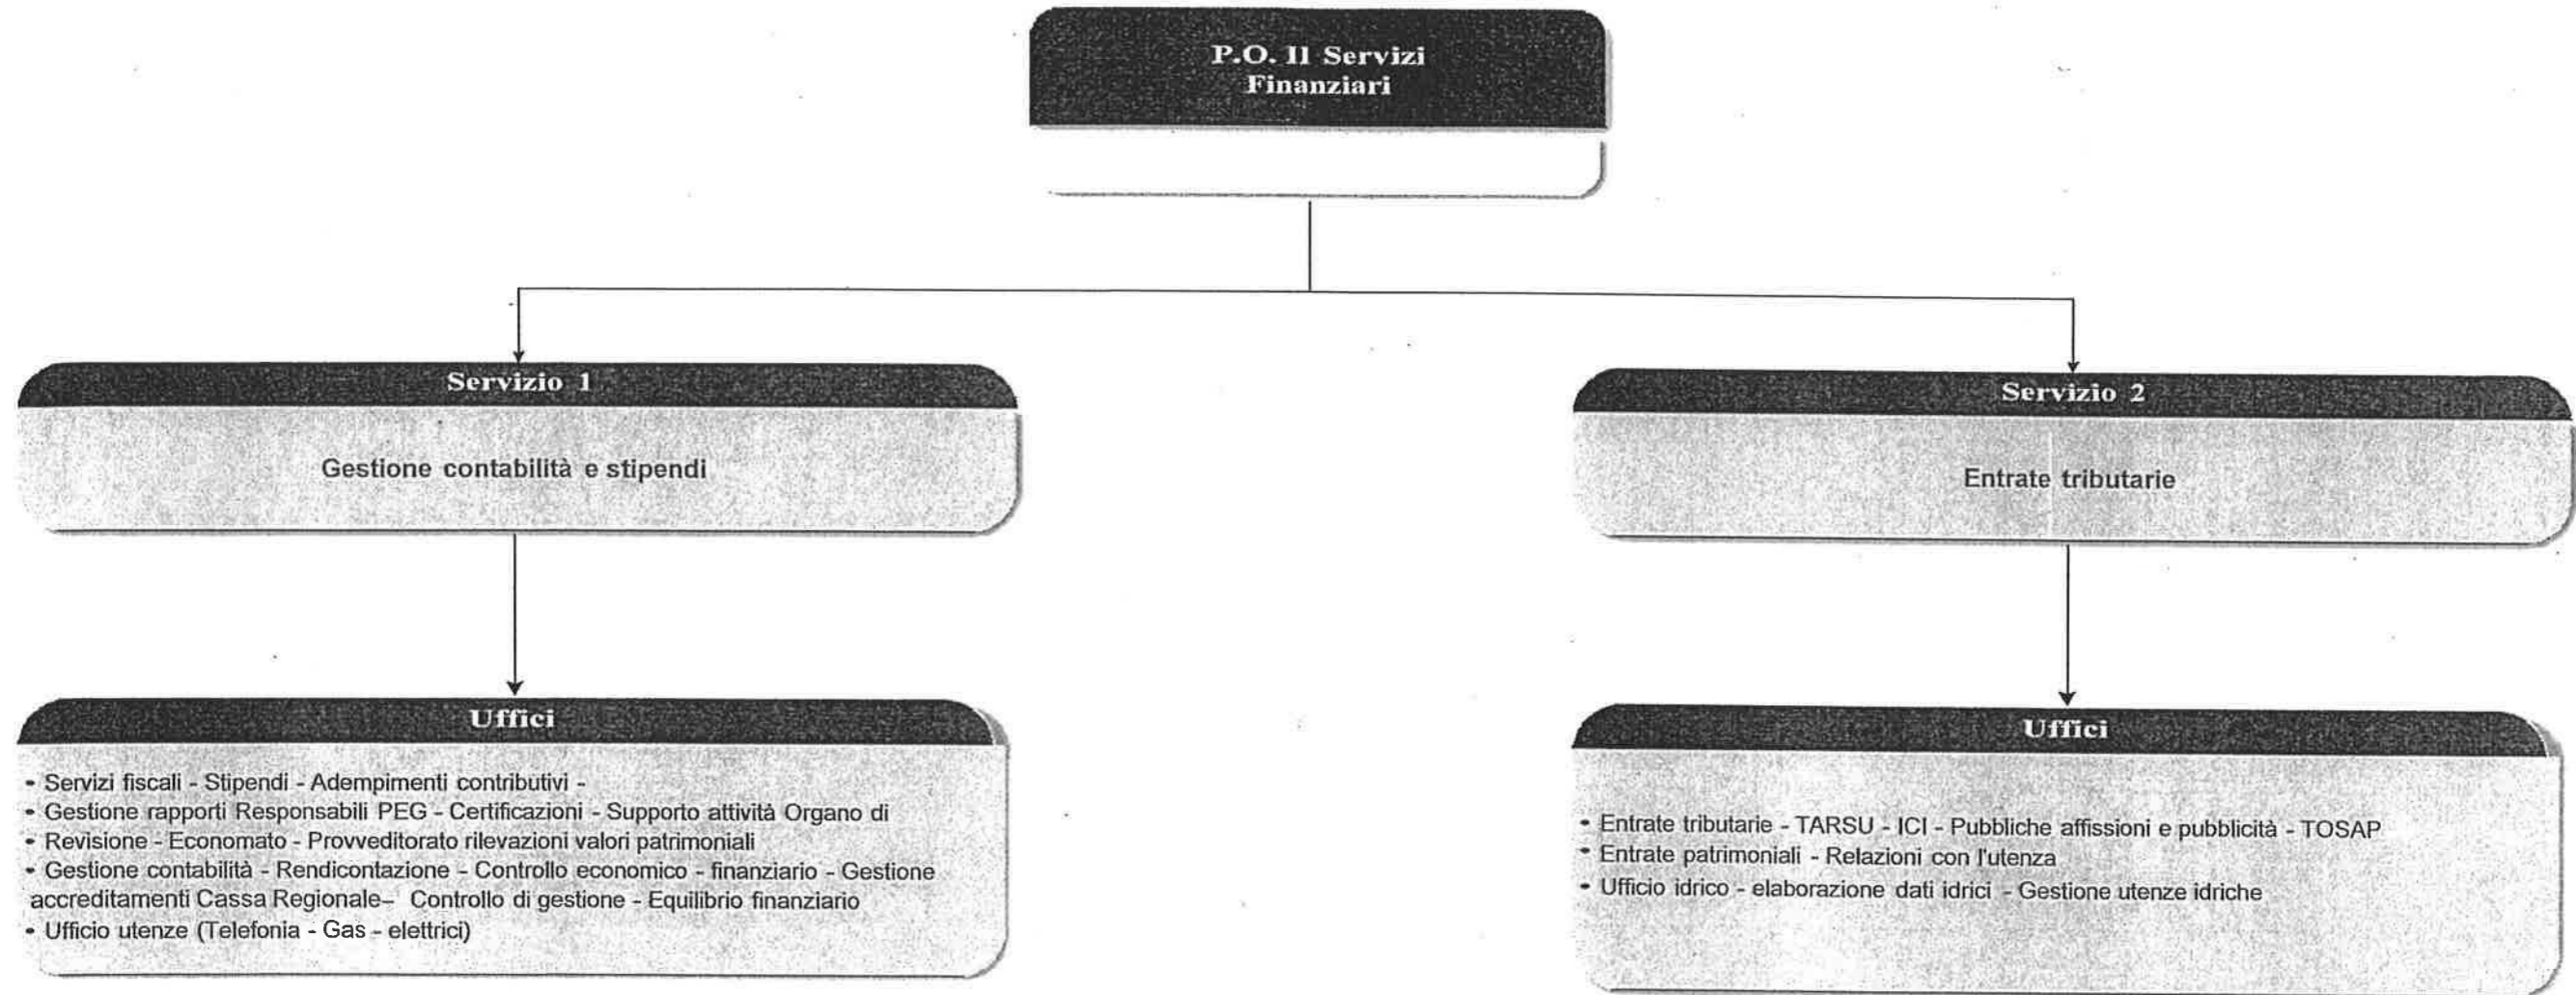 P.O. II Servizi
Finanziari
Servizio 1
Gestione contabilità e stipendi
Servizio 2
Entrate tributarie
Uffici
• Servizi fiscali - Stipendi - Adempimenti contributivi -
• Gestione rapporti Responsabili PEG - Certificazioni - Supporto attività Organo di
• Revisione - Economato - Provveditorato rilevazioni valori patrimoniali
• Gestione contabilità - Rendicontazione - Controllo economico - finanziario - Gestione
accreditamenti Cassa Regionale– Controllo di gestione - Equilibrio finanziario
• Ufficio utenze (Telefonia - Gas - elettrici)
Uffici
• Entrate tributarie - TARSU - ICI - Pubbliche affissioni e pubblicità - TOSAP
• Entrate patrimoniali - Relazioni con l'utenza
• Ufficio idrico - elaborazione dati idrici - Gestione utenze idriche